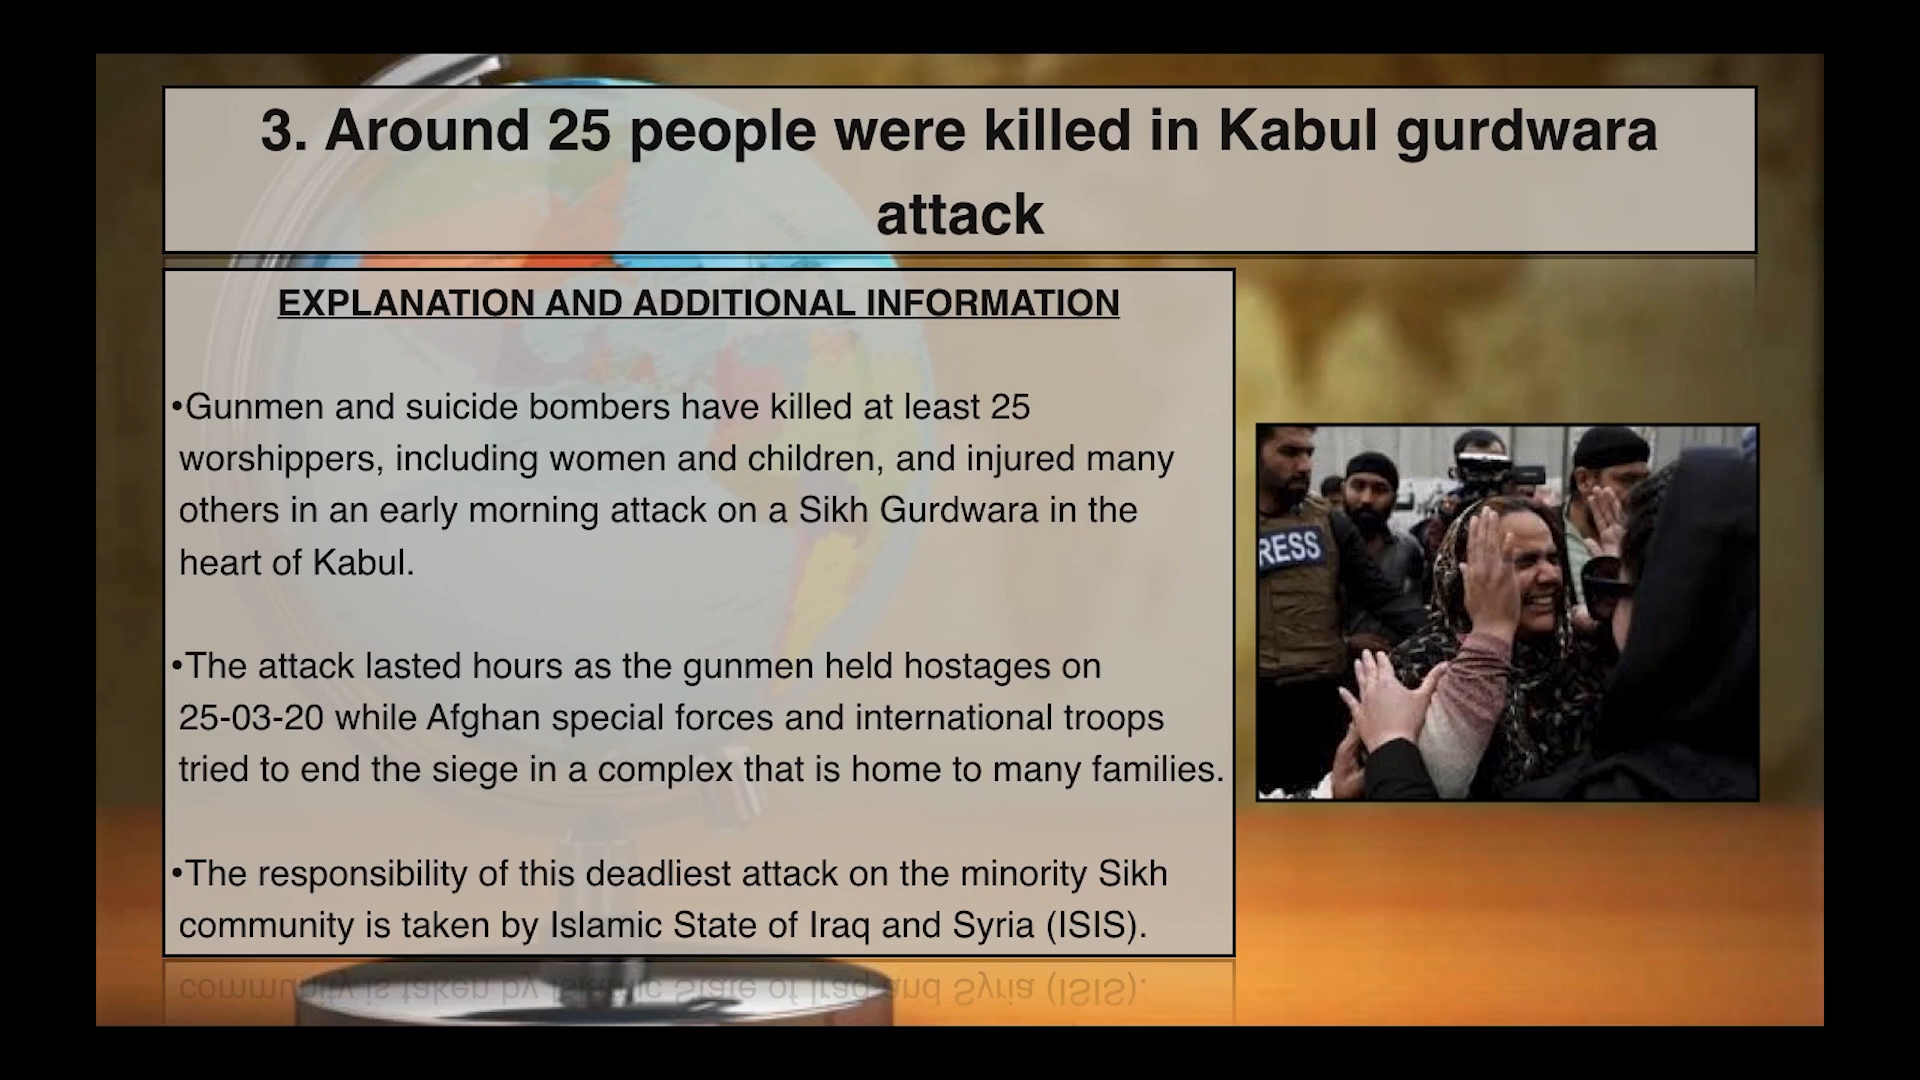 3. Around 25 people were killed in Kabul gurdwara
attack
EXPLANATION AND ADDITIONAL INFORMATION
•Gunmen and suicide bombers have killed at least 25
worshippers, including women and children, and injured many
others in an early morning attack on a Sikh Gurdwara in the
heart of Kabul.
•The attack lasted hours as the gunmen held hostages on
25-03-20 while Afghan special forces and international troops
tried to end the siege in a complex that is home to many families.
•The responsibility of this deadliest attack on the minority Sikh
community is taken by Islamic State of Iraq and Syria (ISIS).
RESS